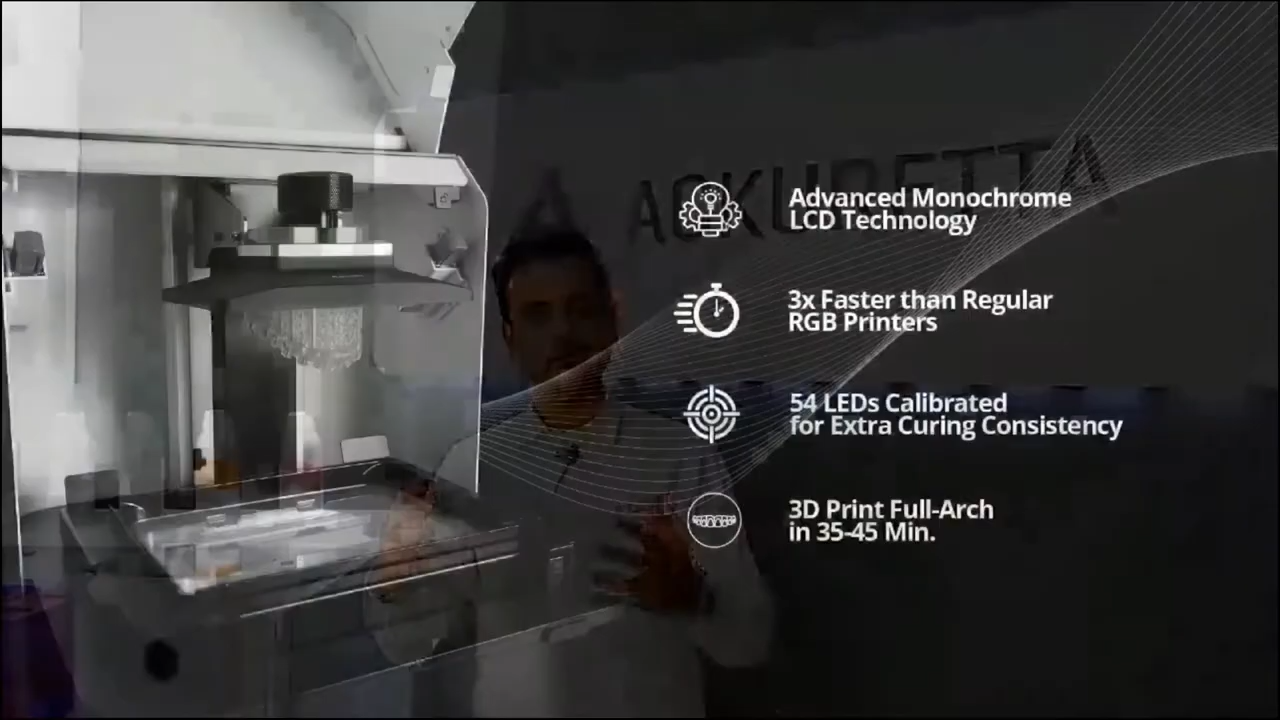 ACKURETTA
Advanced Monochrome
LCD Technology
3x Faster than Regular
RGB Printers
54 LEDs Calibrated
for Extra Curing Consistency
3D Print Full-Arch
in 35-45 Min.